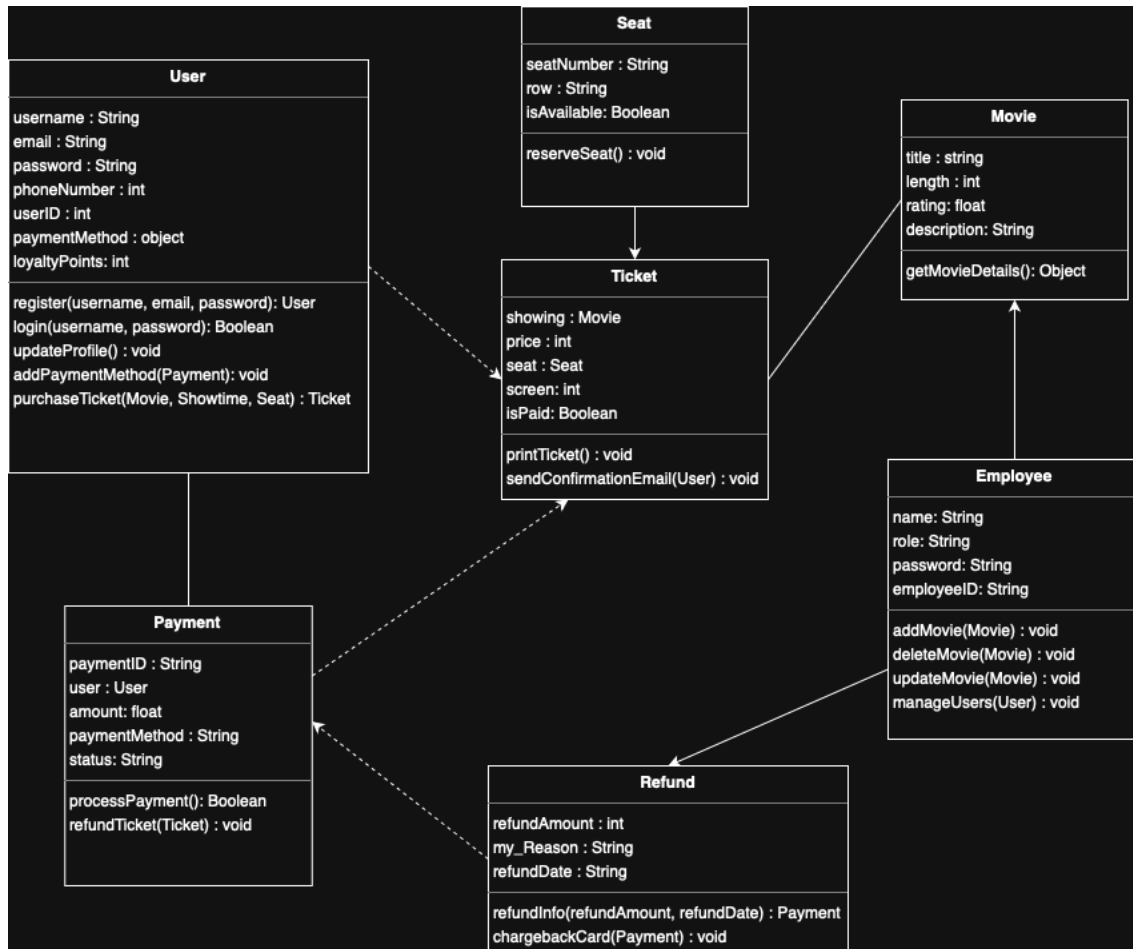 Seat
seatNumber : String
row : String
isAvailable: Boolean
reserveSeat() : void
User
username : String
email : String
password : String
phoneNumber : int
userID : int
paymentMethod : object
loyaltyPoints: int
register(username, email, password): User
login(username, password): Boolean
updateProfile() : void
addPaymentMethod(Payment): void
purchaseTicket(Movie, Showtime, Seat) : Ticket
Movie
title : string
length : int
rating: float
description: String
getMovieDetails(): Object
Ticket
showing : Movie
price : int
seat : Seat
screen: int
isPaid: Boolean
printTicket() : void
sendConfirmationEmail(User) : void
Employee
name: String
role: String
password: String
employeeID: String
addMovie(Movie) : void
deleteMovie(Movie) : void
updateMovie(Movie) : void
manageUsers(User) : void
Payment
paymentID : String
user : User
amount: float
paymentMethod : String
status: String
processPayment(): Boolean
refundTicket(Ticket) : void
Refund
refundAmount : int
my_Reason : String
refundDate : String
refundInfo(refundAmount, refundDate) : Payment
chargebackCard(Payment) : void